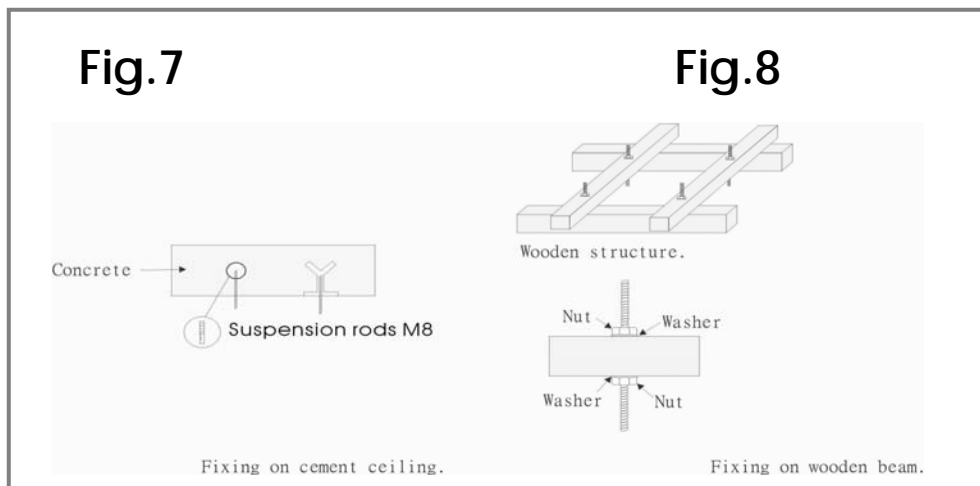 Fig.7
Concrete
Suspension rods M8
Fixing on cement ceiling.
Fig.8
Wooden structure.
Nut
Washer
Washer
Nut
Fixing on wooden beam.